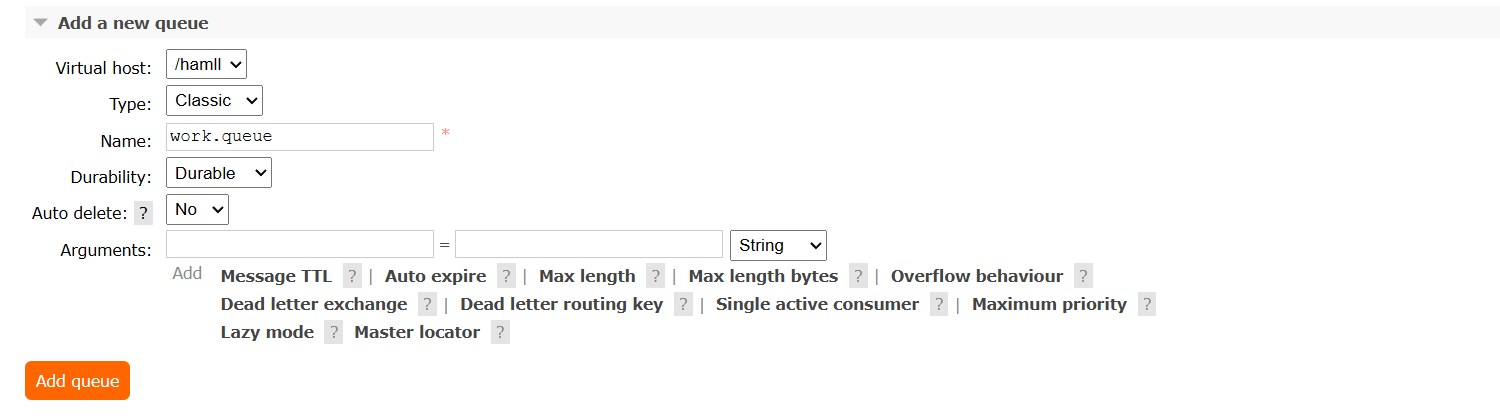 Add a new queue
Virtual host: /hamll
Type: Classic
Name: work.queue *
Durability: Durable
Auto delete: ? No
Arguments: = String
Add Message TTL ? | Auto expire ? | Max length ? | Max length bytes ? | Overflow behaviour ?
Dead letter exchange ? | Dead letter routing key ? | Single active consumer ? | Maximum priority ?
Lazy mode ? Master locator ?
Add queue